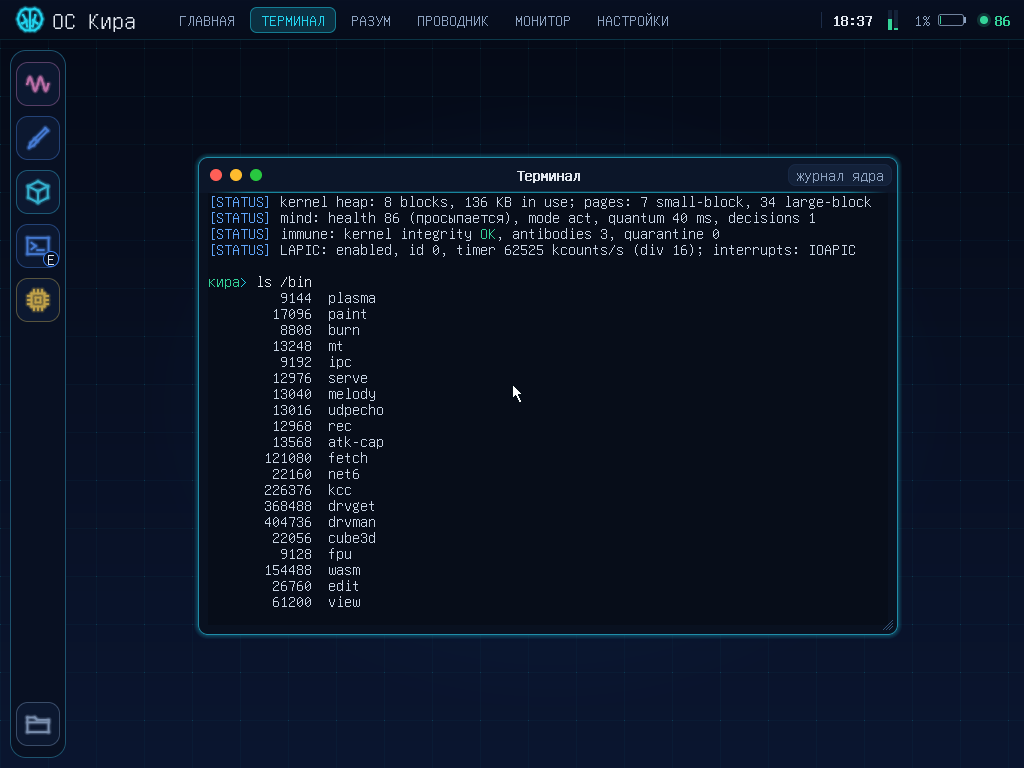 ОС Кира
ГЛАВНАЯ ТЕРМИНАЛ РАЗУМ ПРОВОДНИК МОНИТОР НАСТРОЙКИ
18:37 1% 86
E
Терминал
журнал ядра
[STATUS] kernel heap: 8 blocks, 136 KB in use; pages: 7 small-block, 34 large-block
[STATUS] mind: health 86 (просыпается), mode act, quantum 40 ms, decisions 1
[STATUS] immune: kernel integrity OK, antibodies 3, quarantine 0
[STATUS] LAPIC: enabled, id 0, timer 62525 kcounts/s (div 16); interrupts: IOAPIC
кира> ls /bin
9144 plasma
17096 paint
8808 burn
13248 mt
9192 ipc
12976 serve
13040 melody
13016 udpecho
12968 rec
13568 atk-cap
121080 fetch
22160 net6
226376 kcc
368488 drvget
404736 drvman
22056 cube3d
9128 fpu
154488 wasm
26760 edit
61200 view